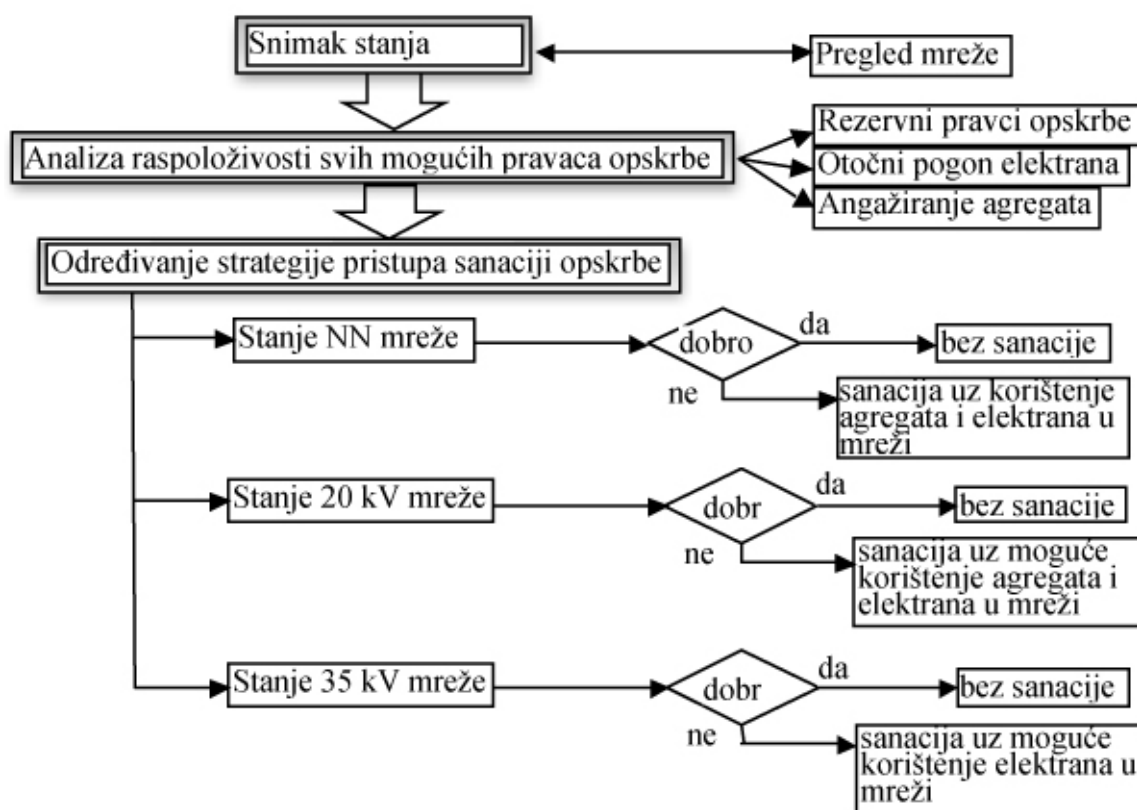 Snimak stanja
Pregled mreže
Analiza raspoloživosti svih mogućih pravaca opskrbe
Rezervni pravci opskrbe
Otočni pogon elektrana
Angažiranje agregata
Određivanje strategije pristupa sanaciji opskrbe
Stanje NN mreže
dobro
da
bez sanacije
ne
sanacija uz korištenje
agregata i elektrana u
mreži
Stanje 20 kV mreže
dobr
da
bez sanacije
ne
sanacija uz moguće
korištenje agregata i
elektrana u mreži
Stanje 35 kV mreže
dobr
da
bez sanacije
ne
sanacija uz moguće
korištenje elektrana u
mreži